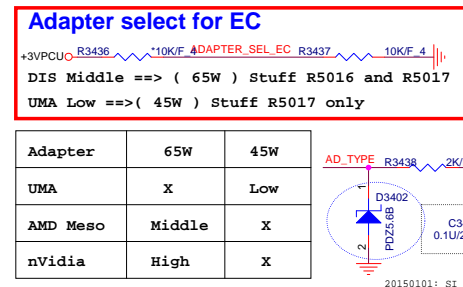 Adapter select for EC
+3VPCU R3436 *10K/F_4 ADAPTER_SEL_EC R3437 10K/F_4
DIS Middle ==> ( 65W ) Stuff R5016 and R5017
UMA Low ==>( 45W ) Stuff R5017 only
Adapter 65W 45W
UMA X Low
AMD Meso Middle X
nVidia High X
AD_TYPE R3438 2K/
1
D3402
PDZ5.6B
2
C3
0.1U/2
20150101: SI